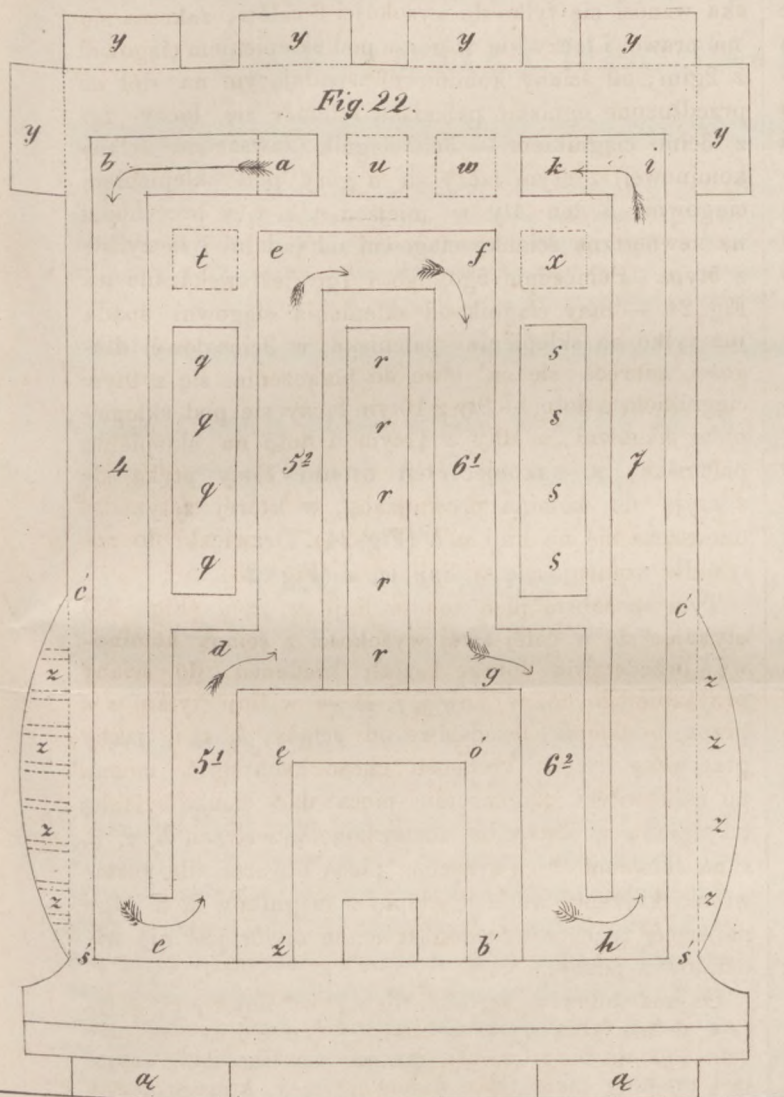 y y y y
y Fig. 22. y
b a u w k i
t e f x
q r s
q r s
4 5² 6¹ 7
q r s
q r s
ć ć
d r g
z z
5¹ ę ó 6² 
z z
z z
z z
c h
ś ź b' ś
ą ą